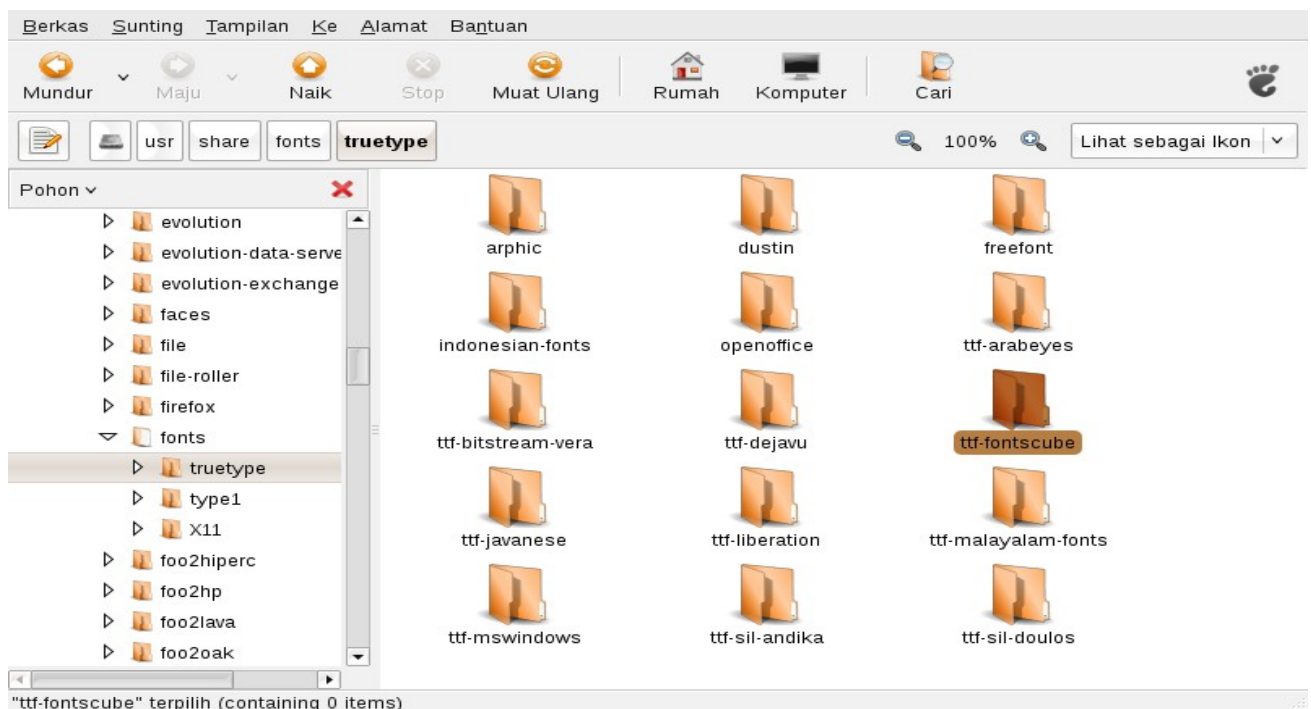 Berkas Sunting Tampilan Ke Alamat Bantuan
Mundur Maju Naik Stop Muat Ulang Rumah Komputer Cari
usr share fonts truetype 100% Lihat sebagai Ikon
Pohon
evolution
evolution-data-serve
evolution-exchange
faces
file
file-roller
firefox
fonts
truetype
type1
X11
foo2hiperc
foo2hp
foo2lava
foo2oak
arphic dustin freefont
indonesian-fonts openoffice ttf-arabeyes
ttf-bitstream-vera ttf-dejavu ttf-fontscube
ttf-javanese ttf-liberation ttf-malayalam-fonts
ttf-mswindows ttf-sil-andika ttf-sil-doulos
"ttf-fontscube" terpilih (containing 0 items)